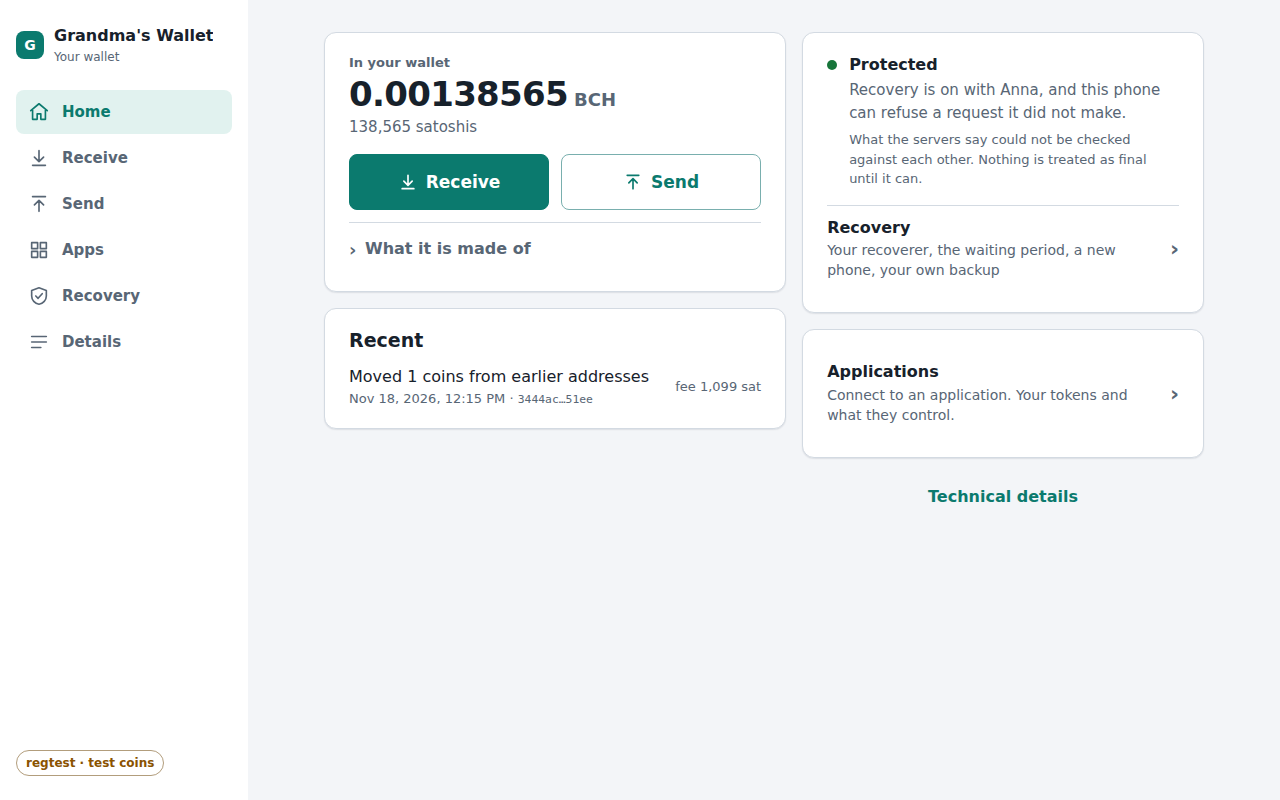 G
Grandma's Wallet
Your wallet
Home
Receive
Send
Apps
Recovery
Details
regtest · test coins
In your wallet
0.00138565 BCH
138,565 satoshis
Receive
Send
› What it is made of
Recent
Moved 1 coins from earlier addresses
Nov 18, 2026, 12:15 PM · 3444ac…51ee
fee 1,099 sat
Protected
Recovery is on with Anna, and this phone
can refuse a request it did not make.
What the servers say could not be checked
against each other. Nothing is treated as final
until it can.
Recovery
Your recoverer, the waiting period, a new
phone, your own backup
›
Applications
Connect to an application. Your tokens and
what they control.
›
Technical details